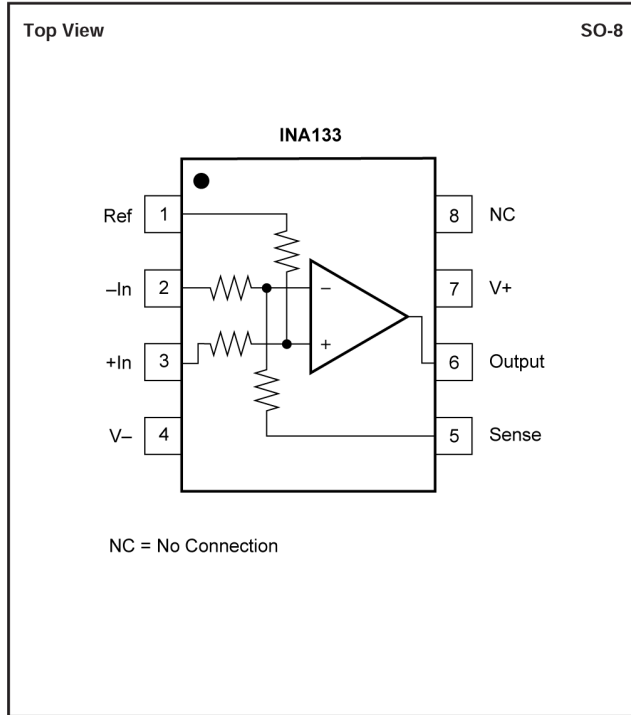 Top View SO-8
INA133
Ref 1 8 NC
–In 2 – 7 V+
+In 3 + 6 Output
V– 4 5 Sense
NC = No Connection